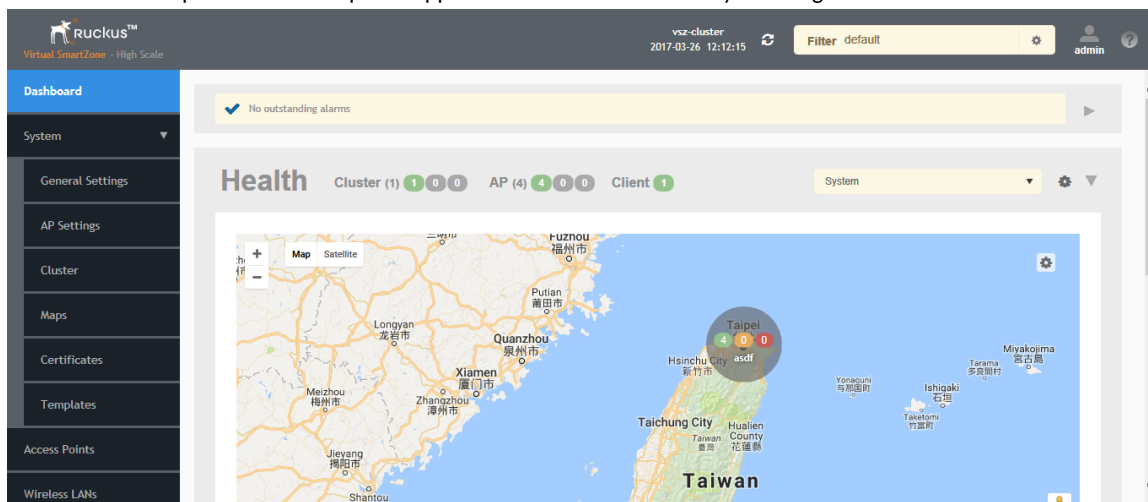 Ruckus™
Virtual SmartZone - High Scale
vsz-cluster
2017-03-26 12:12:15
Filter default
admin
?
Dashboard
System
General Settings
AP Settings
Cluster
Maps
Certificates
Templates
Access Points
Wireless LANs
No outstanding alarms
Health
Cluster (1) 1 0 0
AP (4) 4 0 0
Client 1
System
+
−
Map
Satellite
Fuzhou
福州市
Putian
莆田市
Longyan
龙岩市
Quanzhou
泉州市
Xiamen
厦门市
Meizhou
梅州市
Zhangzhou
漳州市
Jieyang
揭阳市
Shantou
Taipei
4 0 0
asdf
Hsinchu City
新竹市
Taichung City
Hualien
County
花蓮縣
Taiwan
臺灣
Taiwan
Yonaguni
与那国町
Ishigaki
石垣
Taketomi
竹富町
Tarama
多良間村
Miyakojima
宮古島